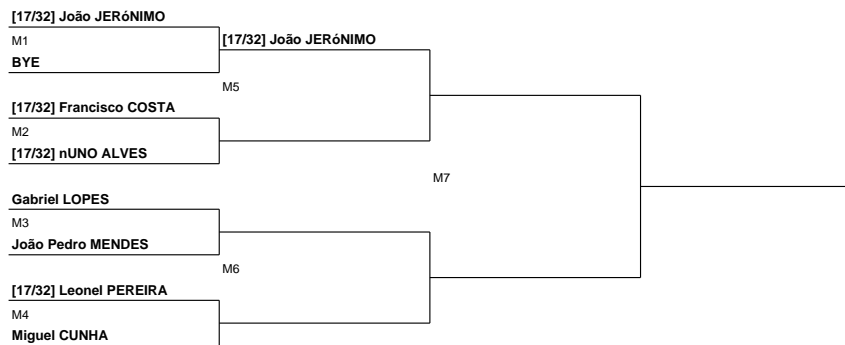 [17/32] João JERóNIMO
M1
BYE
[17/32] João JERóNIMO
M5
[17/32] Francisco COSTA
M2
[17/32] nUNO ALVES
M7
Gabriel LOPES
M3
João Pedro MENDES
M6
[17/32] Leonel PEREIRA
M4
Miguel CUNHA